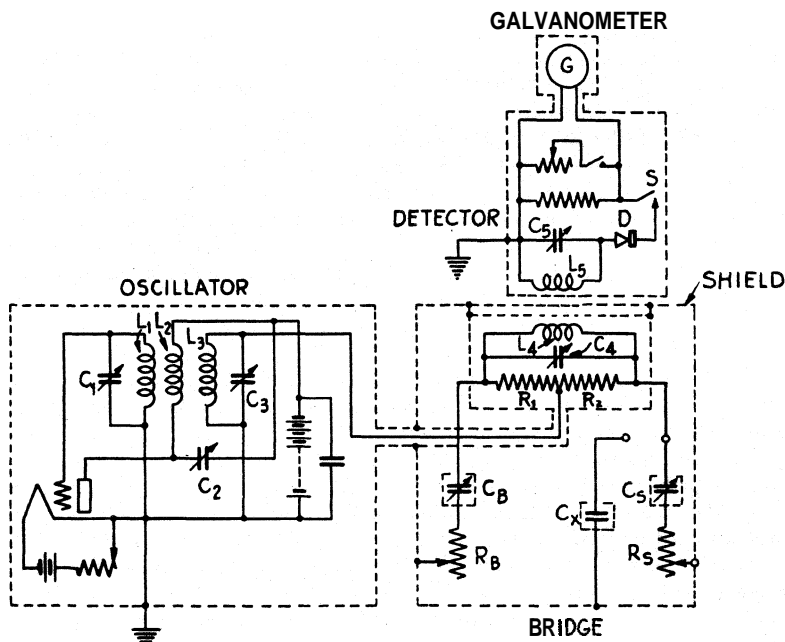 GALVANOMETER
G
S
DETECTOR
C5
D
L5
OSCILLATOR
SHIELD
L1 L2
L3
L4
C4
C1
C3
R1
R2
C2
CB
CX
CS
RB
RS
BRIDGE